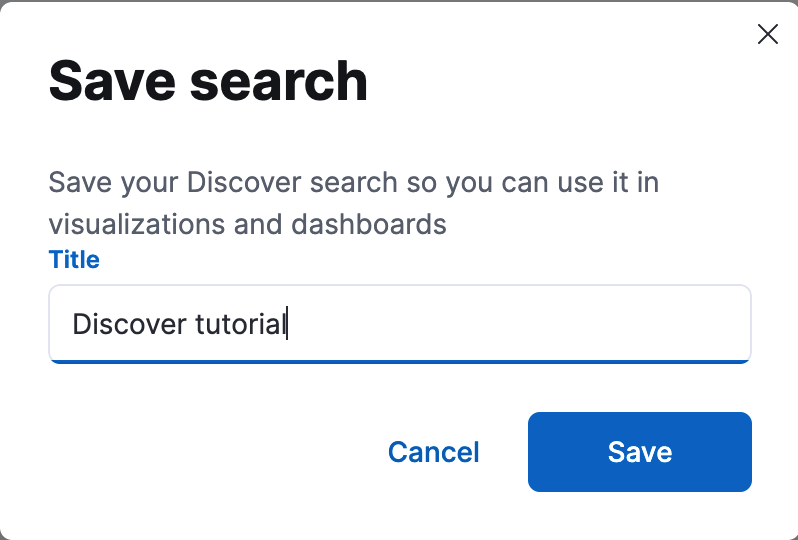 Save search
Save your Discover search so you can use it in
visualizations and dashboards
Title
Discover tutorial
Cancel
Save